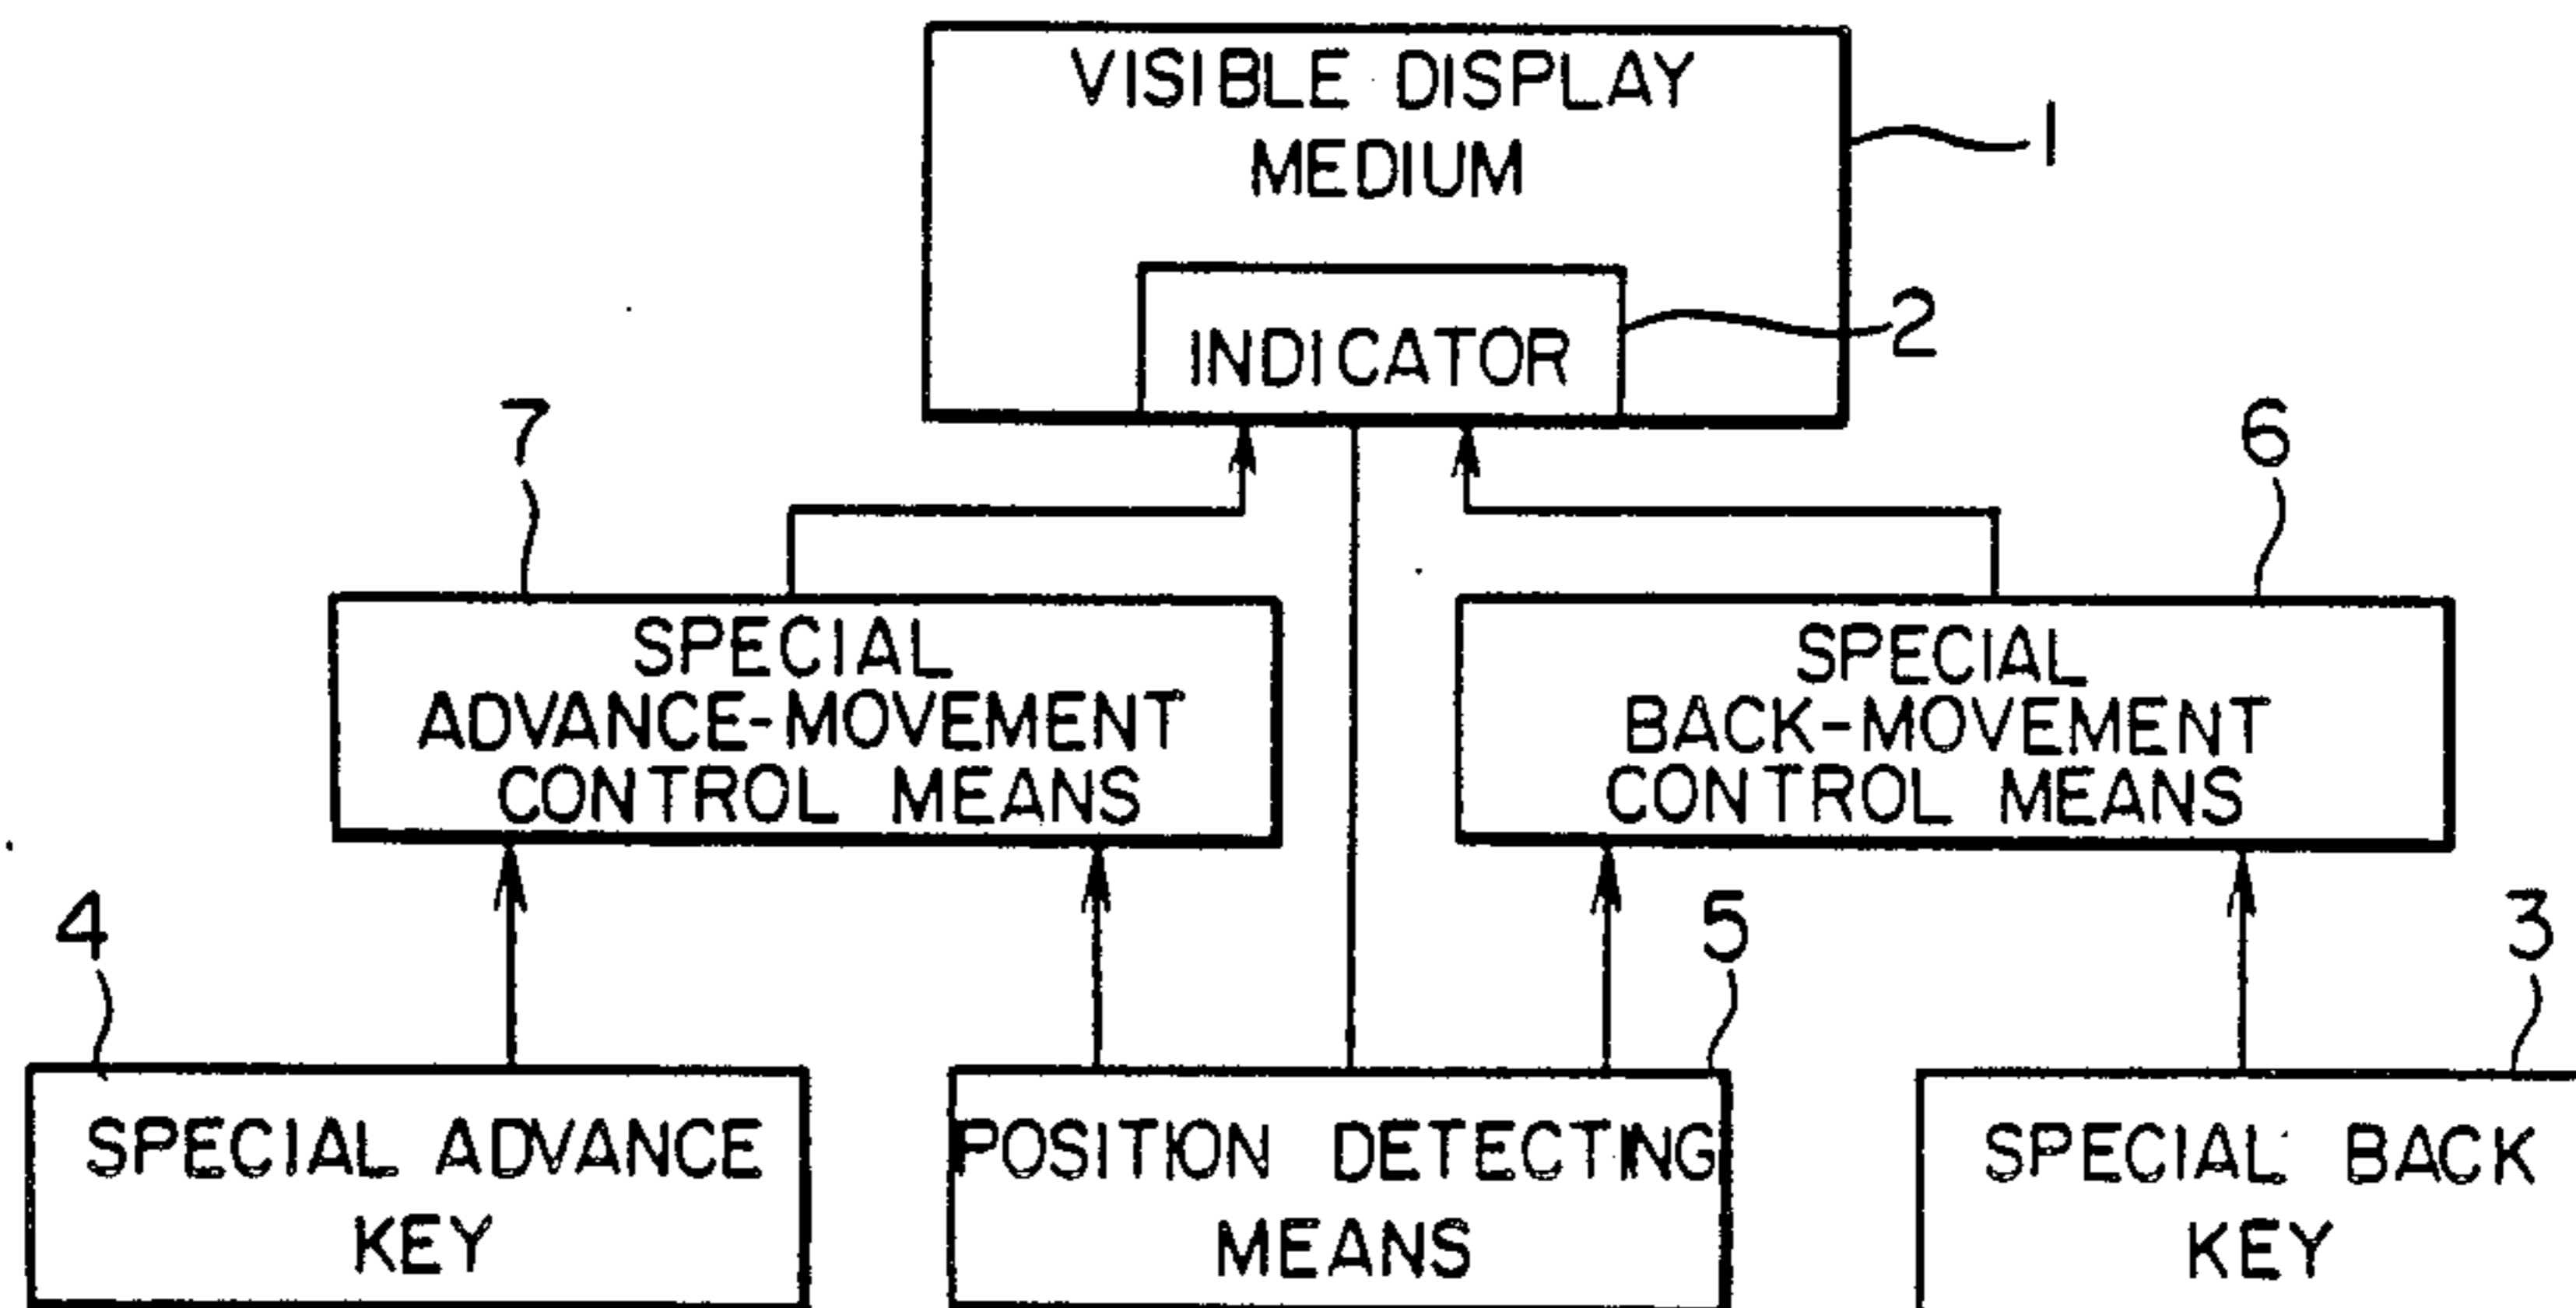 VISIBLE DISPLAY
MEDIUM
1
INDICATOR
2
7
6
SPECIAL
ADVANCE-MOVEMENT
CONTROL MEANS
SPECIAL
BACK-MOVEMENT
CONTROL MEANS
4
5
3
SPECIAL ADVANCE
KEY
POSITION DETECTING
MEANS
SPECIAL BACK
KEY